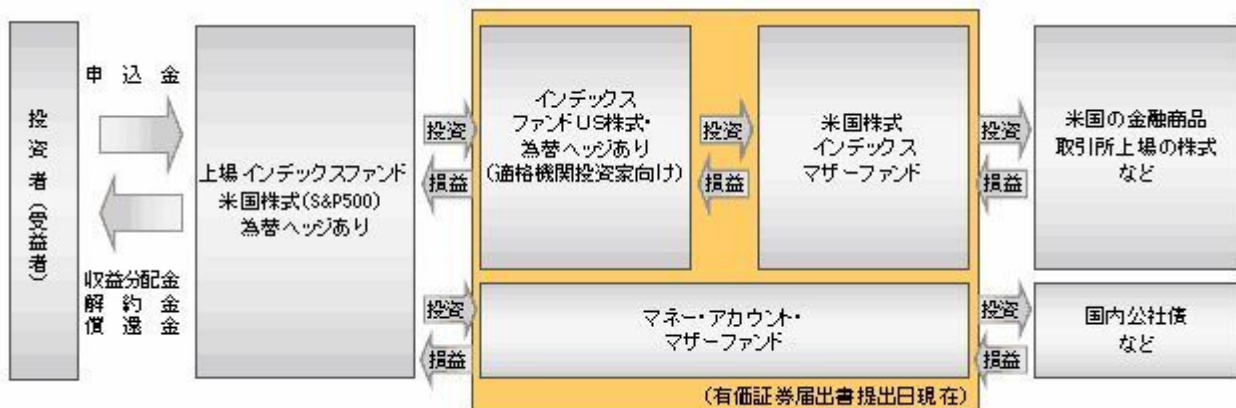 投資者(受益者)
申込金
収益分配金
解約金
償還金
上場インデックスファンド
米国株式(S&P500)
為替ヘッジあり
投資
損益
投資
損益
インデックス
ファンドUS株式・
為替ヘッジあり
(適格機関投資家向け)
投資
損益
米国株式
インデックス
マザーファンド
投資
損益
米国の金融商品
取引所上場の株式
など
マネー・アカウント・
マザーファンド
投資
損益
国内公社債
など
(有価証券届出書提出日現在)